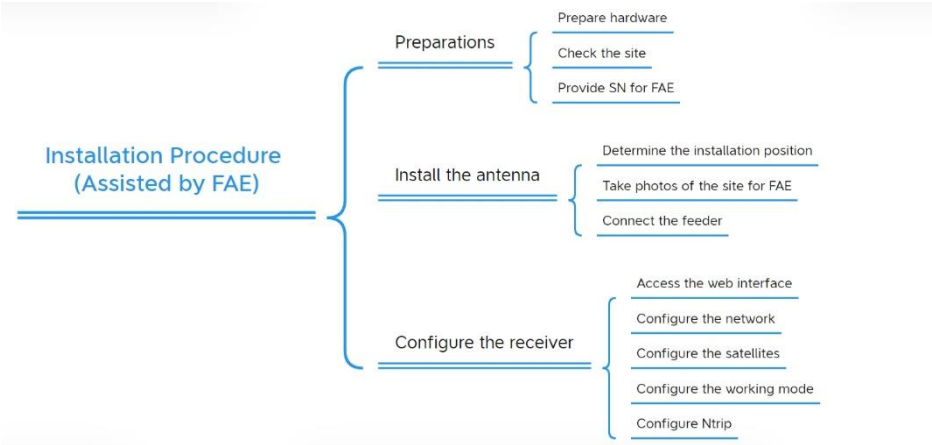 Installation Procedure
(Assisted by FAE)
Preparations
Prepare hardware
Check the site
Provide SN for FAE
Install the antenna
Determine the installation position
Take photos of the site for FAE
Connect the feeder
Configure the receiver
Access the web interface
Configure the network
Configure the satellites
Configure the working mode
Configure Ntrip